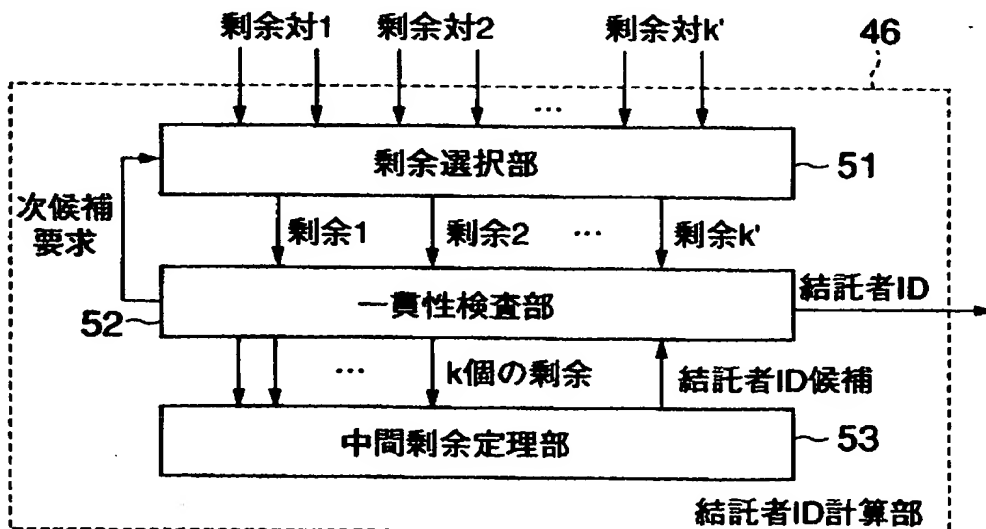 剰余対1
剰余対2
剰余対k'
46
…
剰余選択部
51
次候補
要求
剰余1
剰余2
…
剰余k'
一貫性検査部
52
結託者ID
…
k個の剰余
結託者ID候補
中間剰余定理部
53
結託者ID計算部